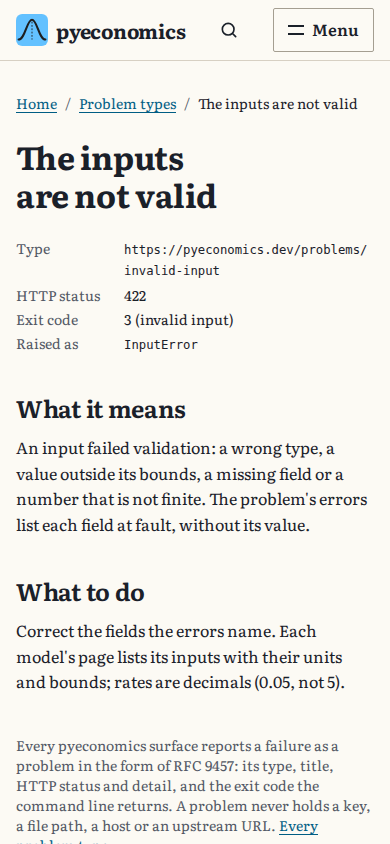 pyeconomics
Menu
Home / Problem types / The inputs are not valid
The inputs
are not valid
Type https://pyeconomics.dev/problems/
invalid-input
HTTP status 422
Exit code 3 (invalid input)
Raised as InputError
What it means
An input failed validation: a wrong type, a
value outside its bounds, a missing field or a
number that is not finite. The problem's errors
list each field at fault, without its value.
What to do
Correct the fields the errors name. Each
model's page lists its inputs with their units
and bounds; rates are decimals (0.05, not 5).
Every pyeconomics surface reports a failure as a
problem in the form of RFC 9457: its type, title,
HTTP status and detail, and the exit code the
command line returns. A problem never holds a key,
a file path, a host or an upstream URL. Every